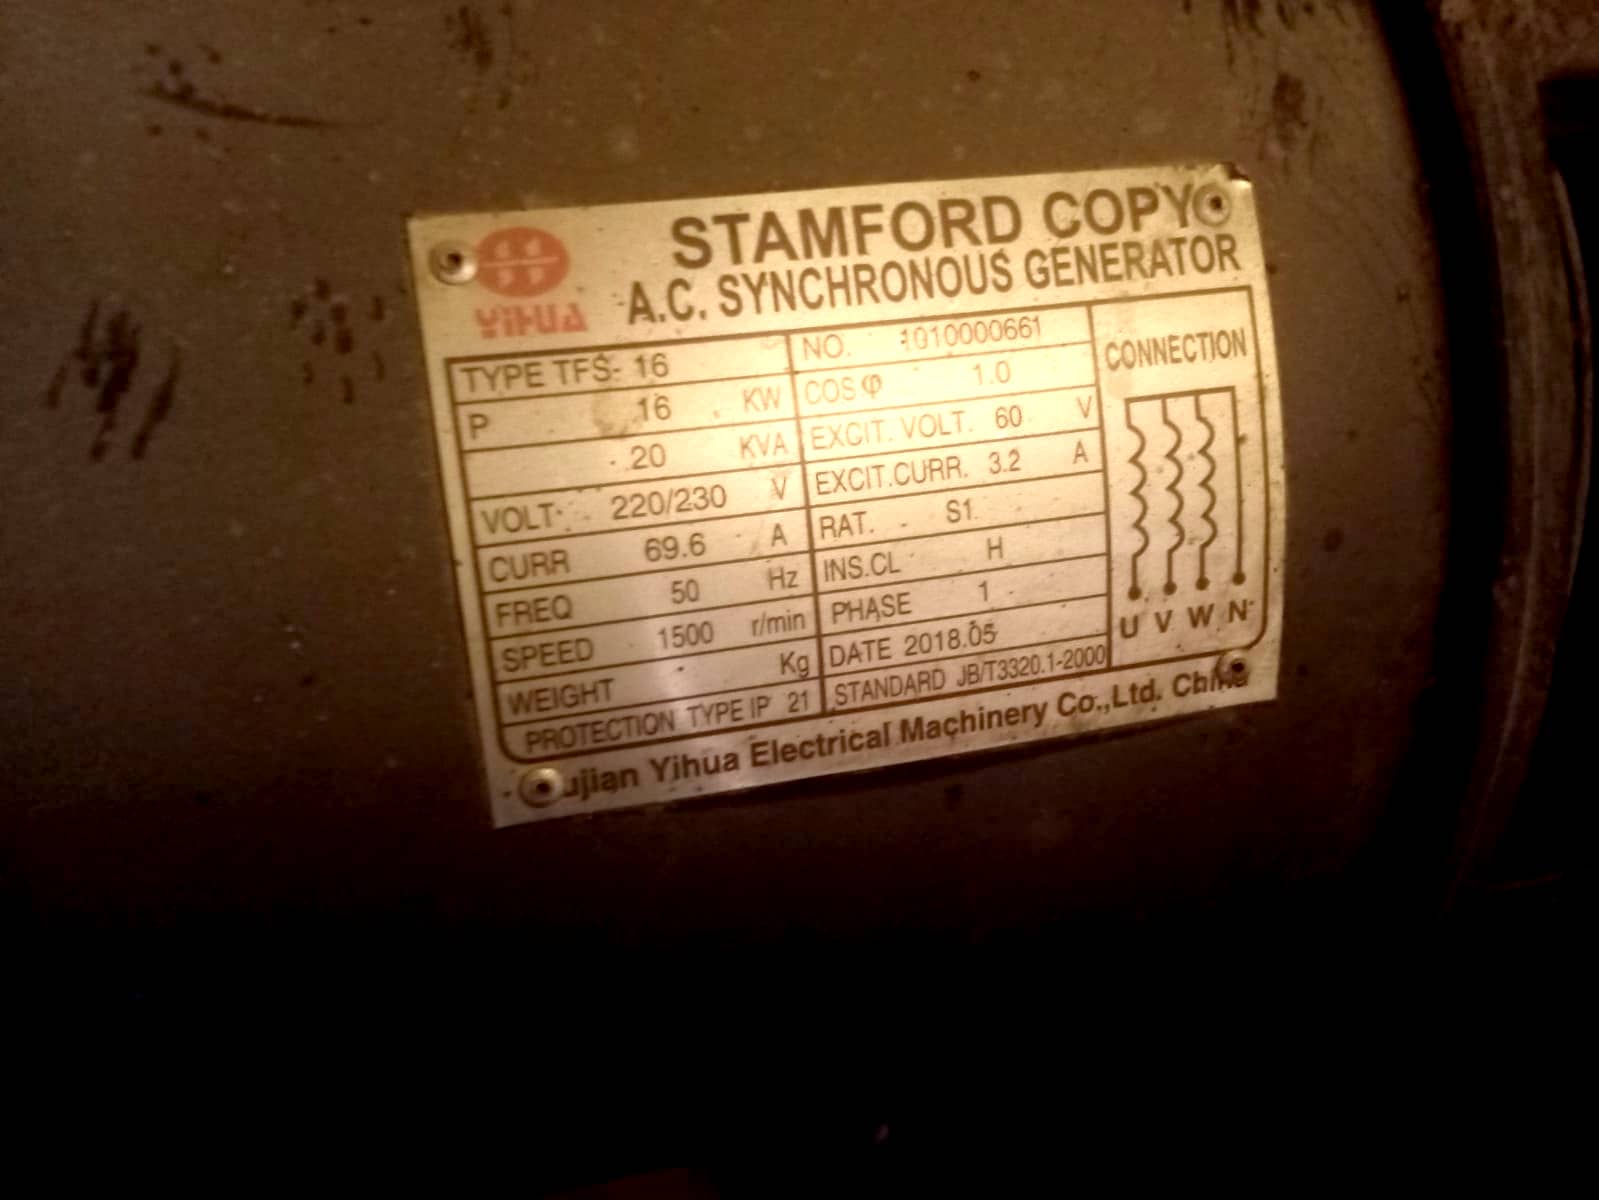 STAMFORD COPY
A.C. SYNCHRONOUS GENERATOR
YIHUA
TYPE TFS- 16
NO. 1010000661
CONNECTION
P 16 KW
COS φ 1.0
20 KVA
EXCIT. VOLT. 60 V
VOLT 220/230 V
EXCIT.CURR. 3.2 A
CURR 69.6 A
RAT. S1
FREQ 50 Hz
INS.CL H
SPEED 1500 r/min
PHASE 1
U V W N
WEIGHT Kg
DATE 2018.05
PROTECTION TYPE IP 21
STANDARD JB/T3320.1-2000
Yihua Electrical Machinery Co.,Ltd. China